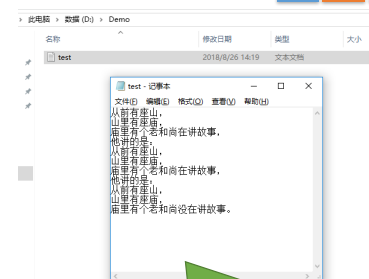 › 此电脑 › 数据 (D:) › Demo
名称 修改日期 类型 大小
test 2018/8/26 14:19 文本文档
test - 记事本
文件(F) 编辑(E) 格式(O) 查看(V) 帮助(H)
从前有座山，
山里有座庙，
庙里有个老和尚在讲故事，
他讲的是：
从前有座山，
山里有座庙，
庙里有个老和尚在讲故事，
他讲的是：
从前有座山，
山里有座庙，
庙里有个老和尚没在讲故事。